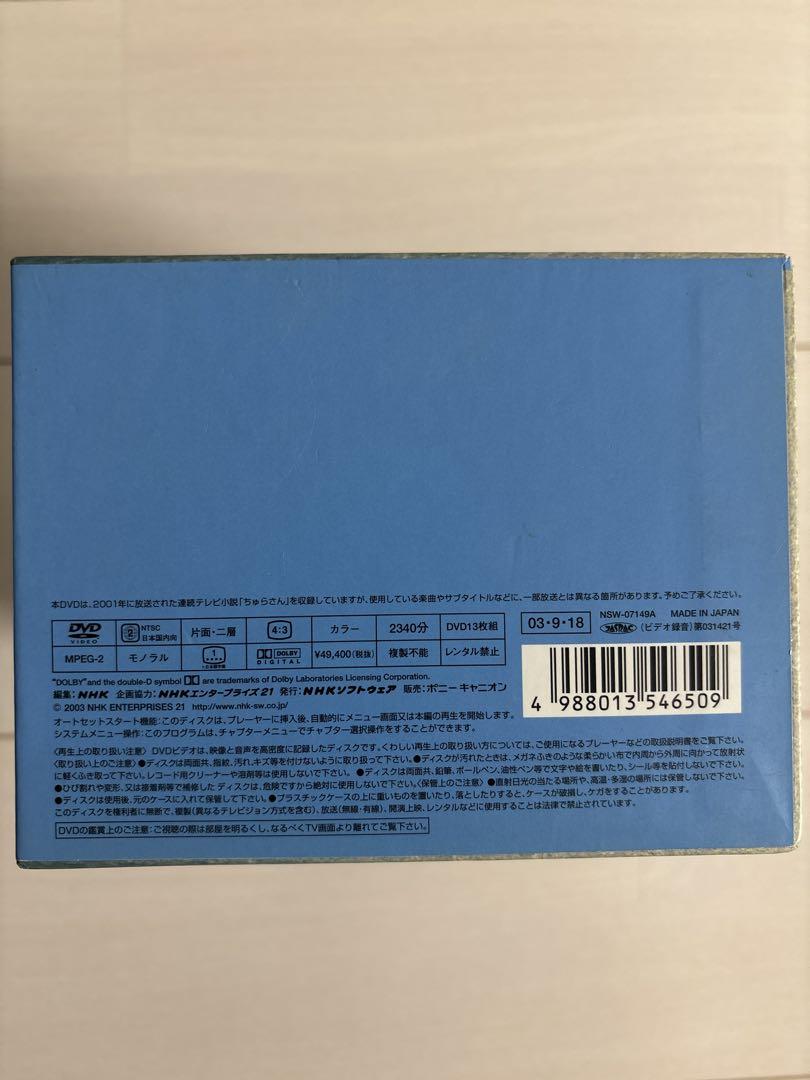 本DVDは、2001年に放送された連続テレビ小説「ちゅらさん」を収録していますが、使用している楽曲やサブタイトルなどに、一部放送とは異なる箇所があります。予めご了承ください。
DVD VIDEO 2 NTSC 日本国内向 片面・二層 4:3 カラー 2340分 DVD13枚組
MPEG-2 モノラル 1 DOLBY DIGITAL ¥49,400(税抜) 複製不能 レンタル禁止
03・9・18
NSW-07149A MADE IN JAPAN
JASRAC (ビデオ録音)第031421号
4 988013 546509
"DOLBY" and the double-D symbol are trademarks of Dolby Laboratories Licensing Corporation.
編集:NHK 企画協力:NHKエンタープライズ21 発行:NHKソフトウェア 販売:ポニーキャニオン
© 2003 NHK ENTERPRISES 21 http://www.nhk-sw.co.jp/
オートセットスタート機能:このディスクは、プレーヤーに挿入後、自動的にメニュー画面又は本編の再生を開始します。
システムメニュー操作:このプログラムは、チャプターメニューでチャプター選択操作をすることができます。
〈再生上の取り扱い注意〉DVDビデオは、映像と音声を高密度に記録したディスクです。くわしい再生上の取り扱い方については、ご使用になるプレーヤーなどの取扱説明書をご覧下さい。
〈取り扱い上のご注意〉●ディスクは両面共、指紋、汚れ、キズ等を付けないように取り扱って下さい。●ディスクが汚れたときは、メガネふきのような柔らかい布で内周から外周に向かって放射状
に軽くふき取って下さい。レコード用クリーナーや溶剤等は使用しないで下さい。●ディスクは両面共、鉛筆、ボールペン、油性ペン等で文字や絵を書いたり、シール等を貼付しないで下さい。
●ひび割れや変形、又は接着剤等で補修したディスクは、危険ですから絶対に使用しないで下さい。〈保管上のご注意〉●直射日光の当たる場所や、高温・多湿の場所には保管しないで下さい。
●ディスクは使用後、元のケースに入れて保管して下さい。●プラスチックケースの上に重いものを置いたり、落としたりすると、ケースが破損し、ケガをすることがあります。
このディスクを権利者に無断で、複製(異なるテレビジョン方式を含む)、放送(無線・有線)、公開上映、レンタルなどに使用することは法律で禁止されています。
DVDの鑑賞上のご注意:ご視聴の際は部屋を明るくし、なるべくTV画面より離れてご覧下さい。